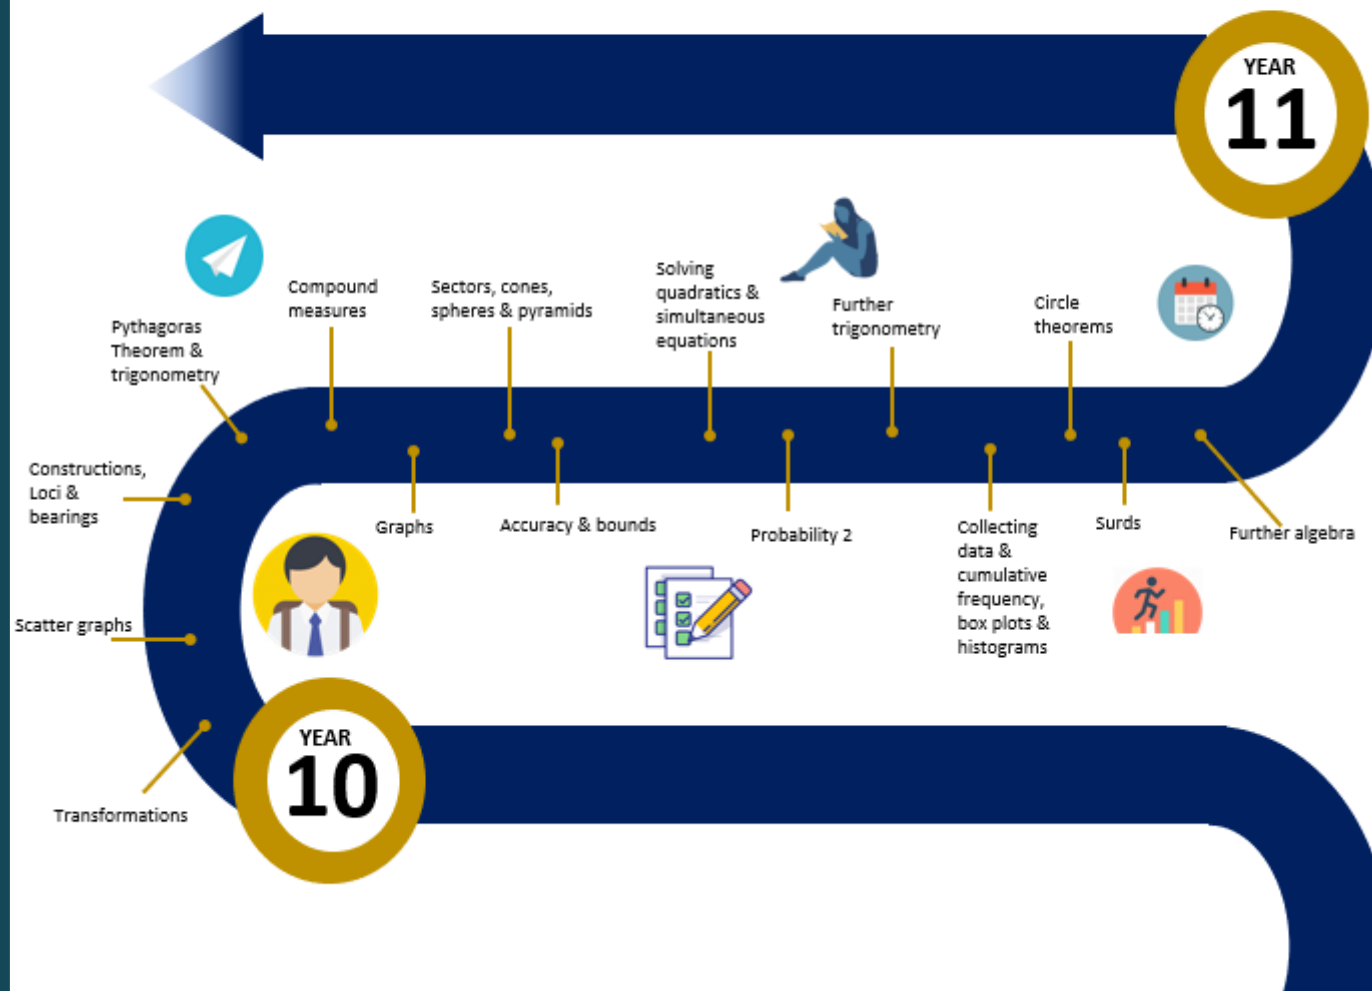 YEAR
11
Compound
measures
Sectors, cones,
spheres & pyramids
Solving
quadratics &
simultaneous
equations
Further
trigonometry
Circle
theorems
Pythagoras
Theorem &
trigonometry
Constructions,
Loci &
bearings
Graphs
Accuracy & bounds
Probability 2
Collecting
data &
cumulative
frequency,
box plots &
histograms
Surds
Further algebra
Scatter graphs
YEAR
10
Transformations